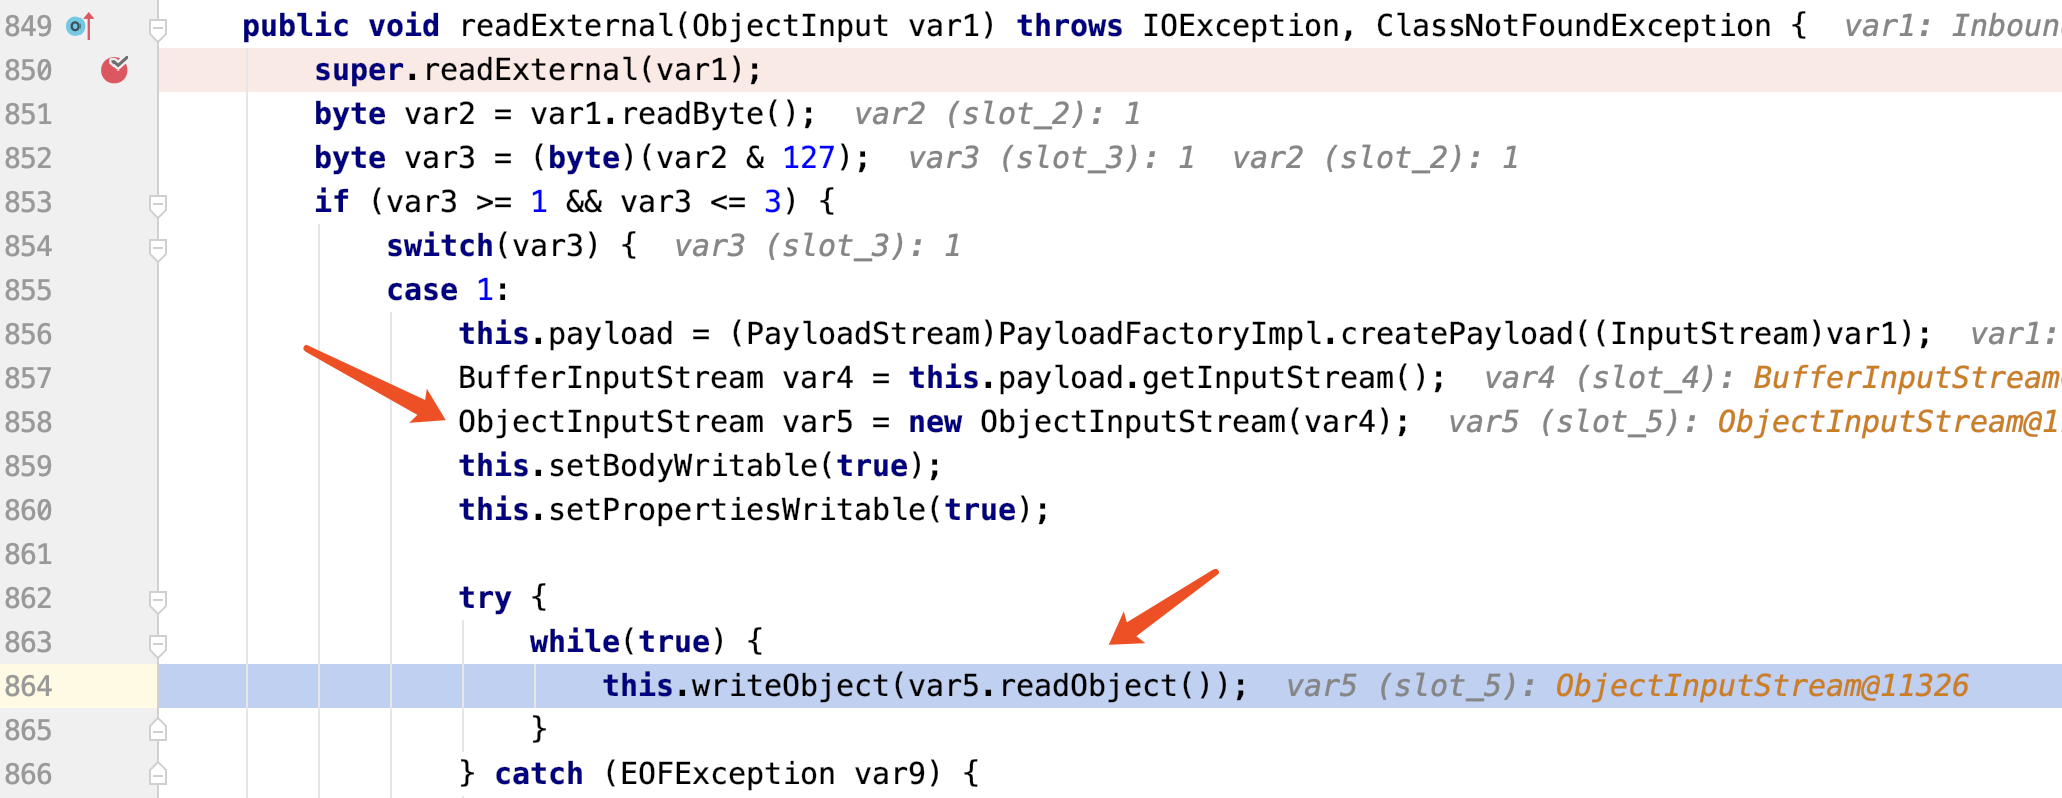 849 public void readExternal(ObjectInput var1) throws IOException, ClassNotFoundException { var1: Inboun
850 super.readExternal(var1);
851 byte var2 = var1.readByte(); var2 (slot_2): 1
852 byte var3 = (byte)(var2 & 127); var3 (slot_3): 1 var2 (slot_2): 1
853 if (var3 >= 1 && var3 <= 3) {
854 switch(var3) { var3 (slot_3): 1
855 case 1:
856 this.payload = (PayloadStream)PayloadFactoryImpl.createPayload((InputStream)var1); var1:
857 BufferInputStream var4 = this.payload.getInputStream(); var4 (slot_4): BufferInputStream
858 ObjectInputStream var5 = new ObjectInputStream(var4); var5 (slot_5): ObjectInputStream@1
859 this.setBodyWritable(true);
860 this.setPropertiesWritable(true);
861
862 try {
863 while(true) {
864 this.writeObject(var5.readObject()); var5 (slot_5): ObjectInputStream@11326
865 }
866 } catch (EOFException var9) {